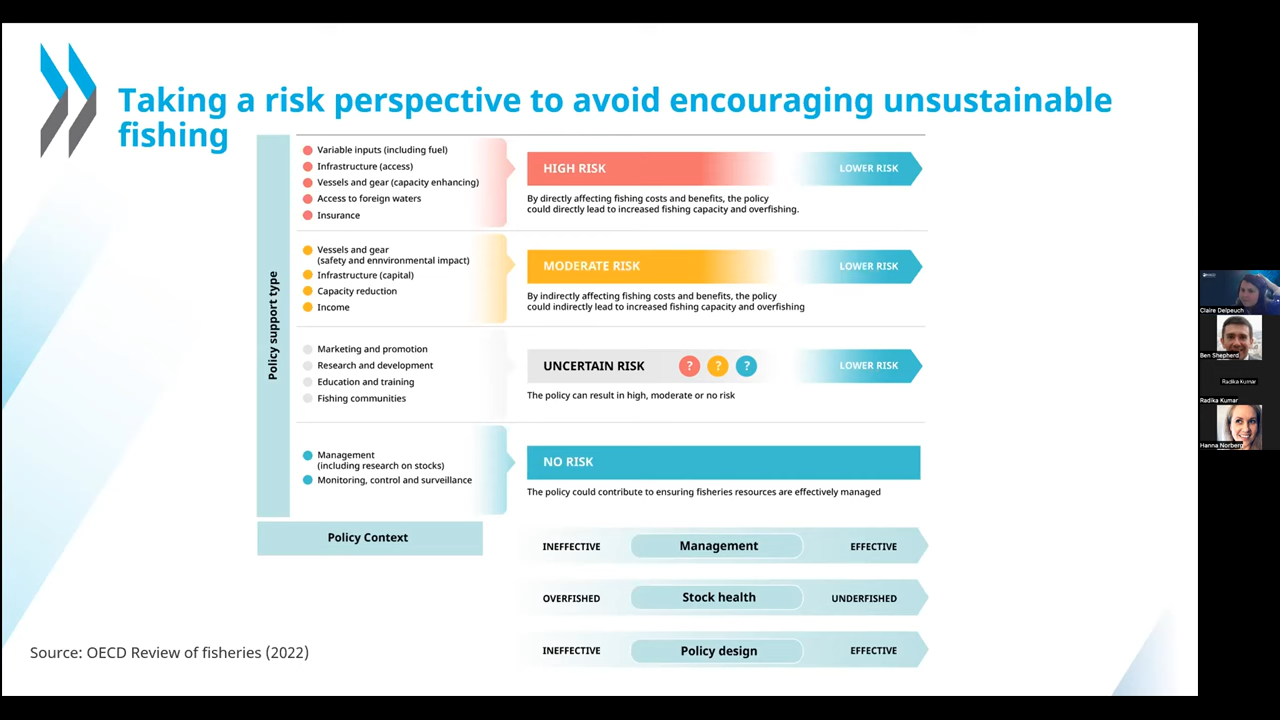 Taking a risk perspective to avoid encouraging unsustainable
fishing
Policy support type
Variable inputs (including fuel)
Infrastructure (access)
Vessels and gear (capacity enhancing)
Access to foreign waters
Insurance
HIGH RISK
LOWER RISK
By directly affecting fishing costs and benefits, the policy
could directly lead to increased fishing capacity and overfishing.
Vessels and gear
(safety and ennvironmental impact)
Infrastructure (capital)
Capacity reduction
Income
MODERATE RISK
LOWER RISK
By indirectly affecting fishing costs and benefits, the policy
could indirectly lead to increased fishing capacity and overfishing
Marketing and promotion
Research and development
Education and training
Fishing communities
UNCERTAIN RISK
? ? ?
LOWER RISK
The policy can result in high, moderate or no risk
Management
(including research on stocks)
Monitoring, control and surveillance
NO RISK
The policy could contribute to ensuring fisheries resources are effectively managed
Policy Context
INEFFECTIVE Management EFFECTIVE
OVERFISHED Stock health UNDERFISHED
INEFFECTIVE Policy design EFFECTIVE
Source: OECD Review of fisheries (2022)
Claire Delpeuch
Ben Shepherd
Radika Kumar
Radika Kumar
Hanna Norberg